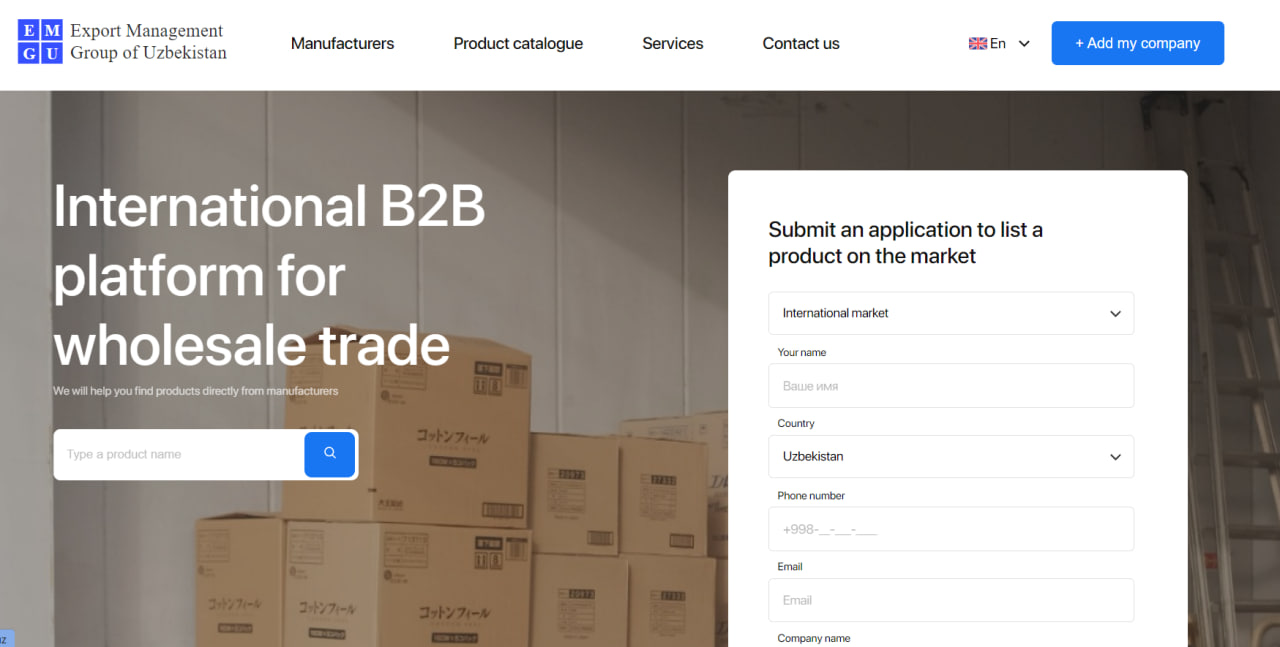 E M
G U
Export Management
Group of Uzbekistan
Manufacturers
Product catalogue
Services
Contact us
En
+ Add my company
International B2B
platform for
wholesale trade
We will help you find products directly from manufacturers
Type a product name
Submit an application to list a
product on the market
International market
Your name
Ваше имя
Country
Uzbekistan
Phone number
+998-__-___-____
Email
Email
Company name
コットンフィール
20973
27332
コットンフィール
コットンフィール
コットンフィール